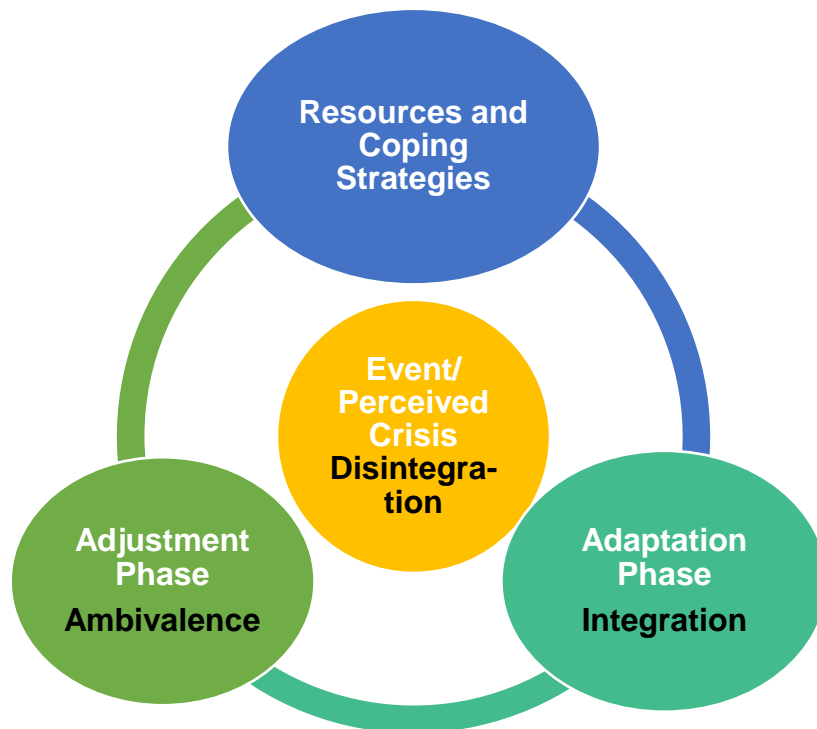 Resources and
Coping
Strategies
Event/
Perceived
Crisis
Disintegra-
tion
Adjustment
Phase
Ambivalence
Adaptation
Phase
Integration